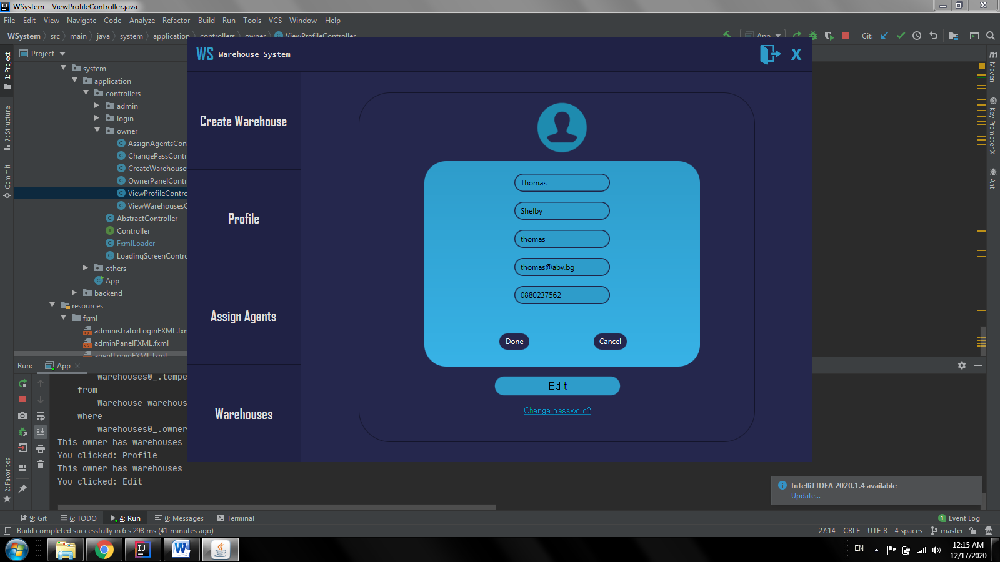 WSystem – ViewProfileController.java
File Edit View Navigate Code Analyze Refactor Build Run Tools VCS Window Help
WSystem src main java system application controllers owner ViewProfileController
App
Git:
Project
system
application
controllers
admin
login
owner
AssignAgentsCont
ChangePassContr
CreateWarehouse
OwnerPanelContr
ViewProfileContro
ViewWarehousesC
AbstractController
Controller
FxmlLoader
LoadingScreenContro
others
App
backend
resources
fxml
administratorLoginFXML.fxm
adminPanelFXML.fxml
agentLoginFXML.fxml
1: Project
7: Structure
Commit
2: Favorites
Maven
Key Promoter X
Ant
WS Warehouse System
X
Create Warehouse
Profile
Assign Agents
Warehouses
Thomas
Shelby
thomas
thomas@abv.bg
0880237562
Done Cancel
Edit
Change password?
Run: App
warehouses0_.tempe
from
Warehouse warehous
where
warehouses0_.owner
This owner has warehouses
You clicked: Profile
This owner has warehouses
You clicked: Edit
IntelliJ IDEA 2020.1.4 available
Update...
9: Git 6: TODO 4: Run 0: Messages Terminal
1 Event Log
Build completed successfully in 6 s 298 ms (41 minutes ago)
27:14 CRLF UTF-8 4 spaces master
EN
12:15 AM
12/17/2020